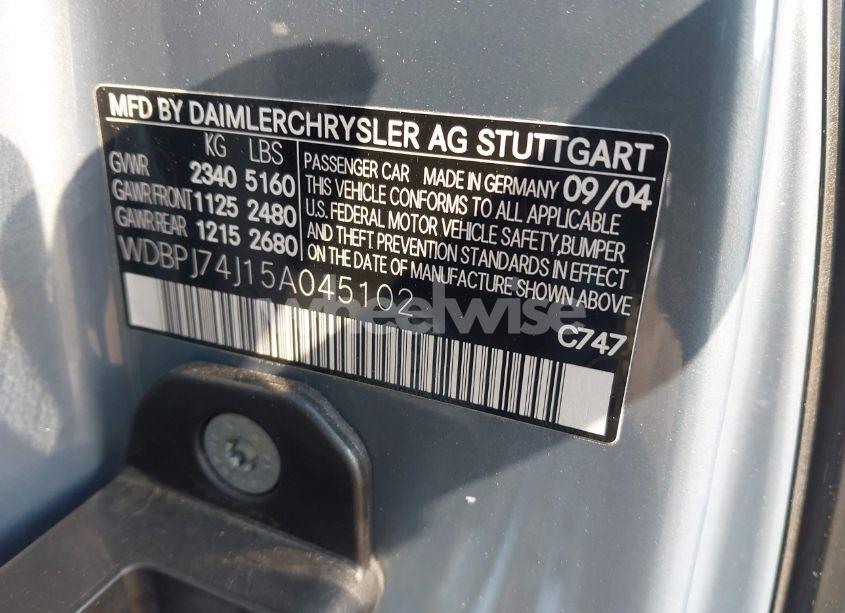 MFD BY DAIMLERCHRYSLER AG STUTTGART
KG LBS
GVWR 2340 5160
GAWR FRONT 1125 2480
GAWR REAR 1215 2680
PASSENGER CAR MADE IN GERMANY 09/04
THIS VEHICLE CONFORMS TO ALL APPLICABLE
U.S. FEDERAL MOTOR VEHICLE SAFETY,BUMPER
AND THEFT PREVENTION STANDARDS IN EFFECT
ON THE DATE OF MANUFACTURE SHOWN ABOVE
WDBPJ74J15A045102
wheelwise
C747